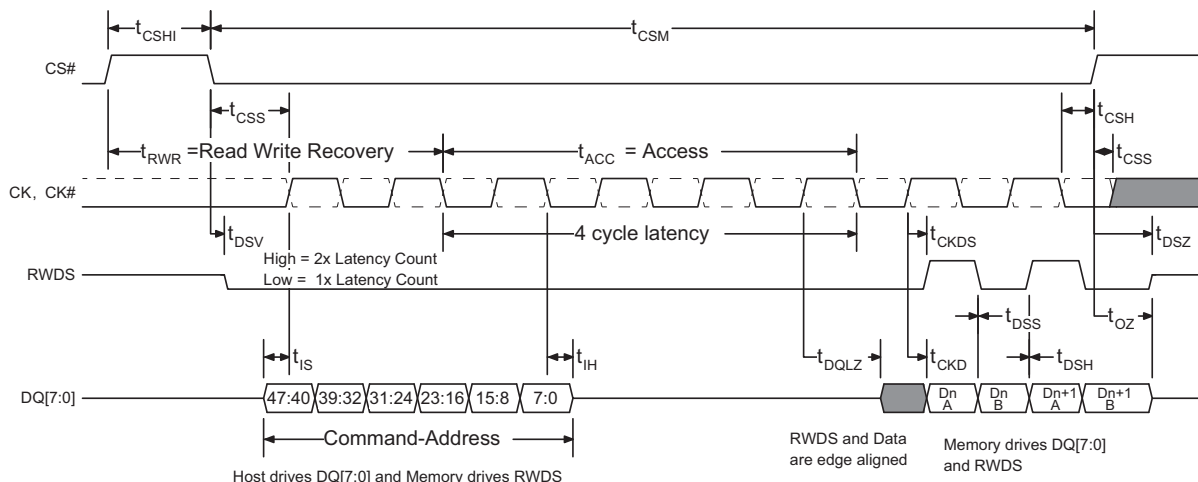 tCSHI
tCSM
CS#
tCSS
tCSH
tRWR =Read Write Recovery
tACC = Access
tCSS
CK, CK#
tDSV
4 cycle latency
tCKDS
tDSZ
High = 2x Latency Count
Low = 1x Latency Count
RWDS
tDSS
tOZ
tIS
tIH
tDQLZ
tCKD
tDSH
DQ[7:0]
47:40 39:32 31:24 23:16 15:8 7:0
Dn A
Dn B
Dn+1 A
Dn+1 B
Command-Address
RWDS and Data
are edge aligned
Memory drives DQ[7:0]
and RWDS
Host drives DQ[7:0] and Memory drives RWDS